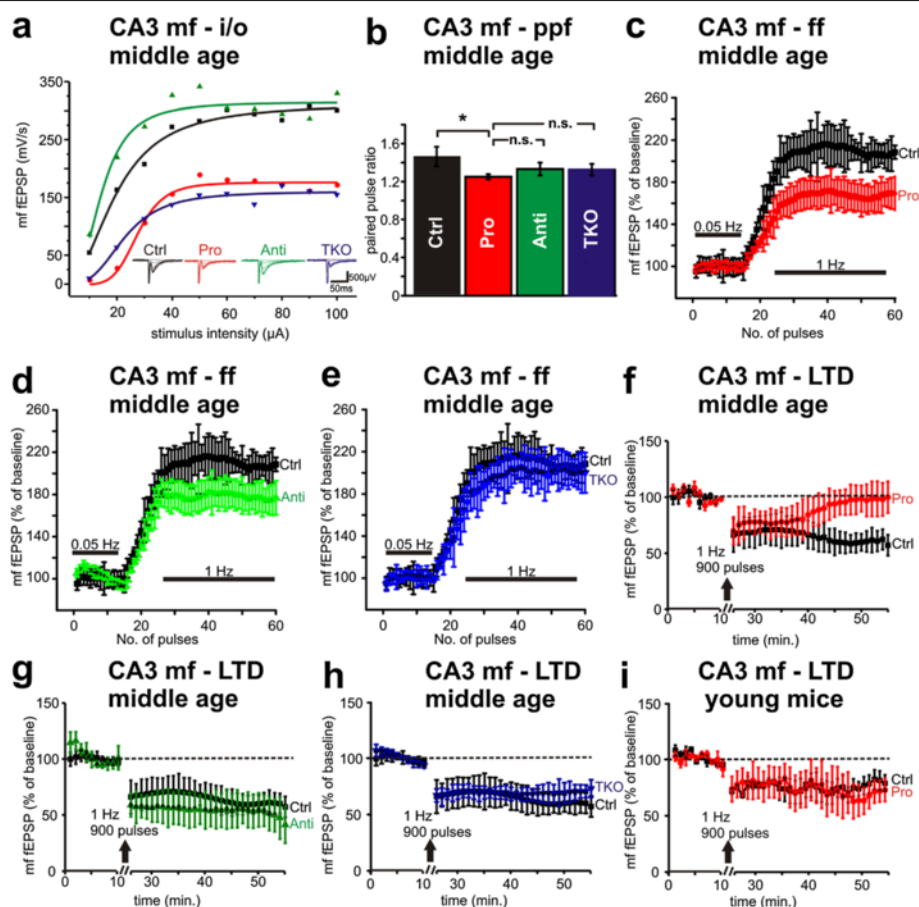 a
CA3 mf - i/o
middle age
mf fEPSP (mV/s)
350
250
150
50
0
20
40
60
80
100
stimulus intensity (µA)
Ctrl
Pro
Anti
TKO
500µV
50ms
b
CA3 mf - ppf
middle age
paired pulse ratio
1.6
1.2
0.8
0.4
0
*
n.s.
n.s.
Ctrl
Pro
Anti
TKO
c
CA3 mf - ff
middle age
mf fEPSP (% of baseline)
260
220
180
140
100
0.05 Hz
1 Hz
Ctrl
Pro
0
20
40
60
No. of pulses
d
CA3 mf - ff
middle age
mf fEPSP (% of baseline)
260
220
180
140
100
0.05 Hz
1 Hz
Ctrl
Anti
0
20
40
60
No. of pulses
e
CA3 mf - ff
middle age
mf fEPSP (% of baseline)
260
220
180
140
100
0.05 Hz
1 Hz
Ctrl
TKO
0
20
40
60
No. of pulses
f
CA3 mf - LTD
middle age
mf fEPSP (% of baseline)
150
100
50
0
Pro
Ctrl
1 Hz
900 pulses
0
10
//
40
50
time (min.)
g
CA3 mf - LTD
middle age
mf fEPSP (% of baseline)
150
100
50
0
Ctrl
Anti
1 Hz
900 pulses
0
10
//
30
40
50
time (min.)
h
CA3 mf - LTD
middle age
mf fEPSP (% of baseline)
150
100
50
0
TKO
Ctrl
1 Hz
900 pulses
0
10
//
30
40
50
time (min.)
i
CA3 mf - LTD
young mice
mf fEPSP (% of baseline)
150
100
50
0
Ctrl
Pro
1 Hz
900 pulses
0
10
//
30
40
50
time (min.)